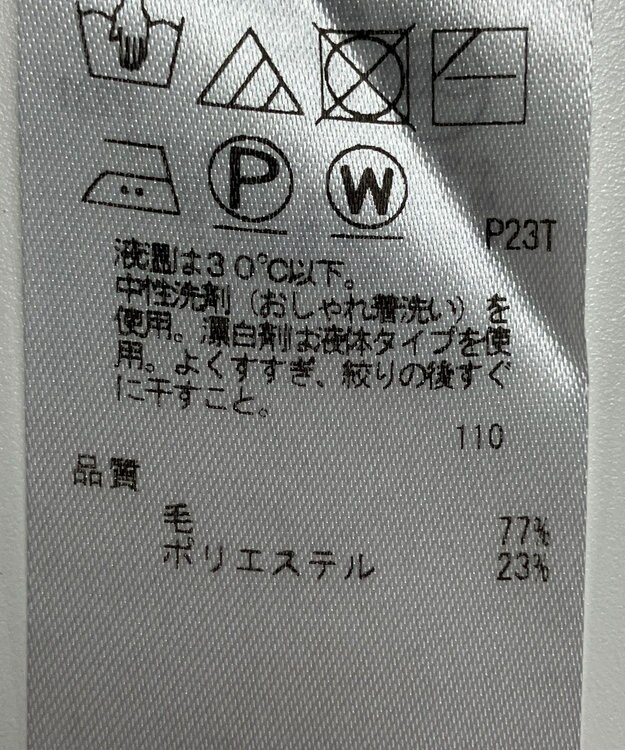 P
W
P23T
液温は30℃以下。
中性洗剤（おしゃれ着洗い）を
使用。漂白剤は液体タイプを使
用。よくすすぎ、絞りの後すぐ
に干すこと。
110
品質
毛 77%
ポリエステル 23%